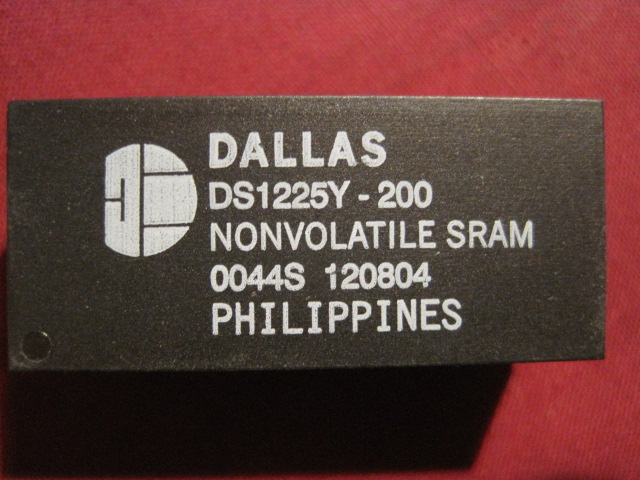 DALLAS
DS1225Y - 200
NONVOLATILE SRAM
0044S 120804
PHILIPPINES